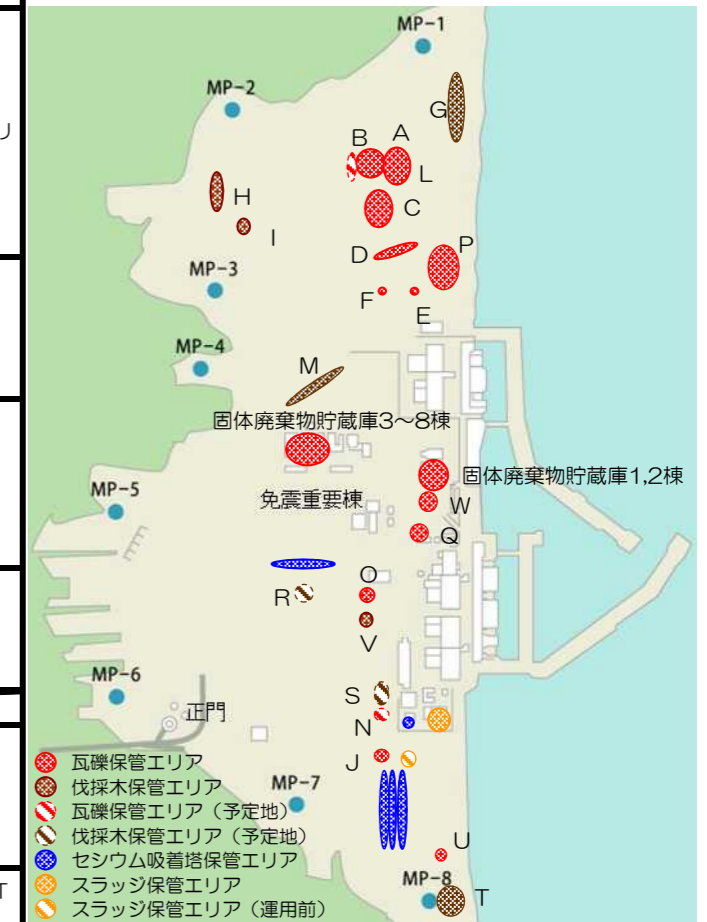 MP-1
MP-2
G
リ
B
A
L
H
C
I
D
P
MP-3
F
E
MP-4
M
固体廃棄物貯蔵庫3～8棟
固体廃棄物貯蔵庫1,2棟
MP-5
免震重要棟
W
Q
O
R
V
MP-6
S
正門
N
瓦礫保管エリア
J
伐採木保管エリア
MP-7
瓦礫保管エリア（予定地）
伐採木保管エリア（予定地）
U
セシウム吸着塔保管エリア
MP-8
スラッジ保管エリア
T
T
スラッジ保管エリア（運用前）